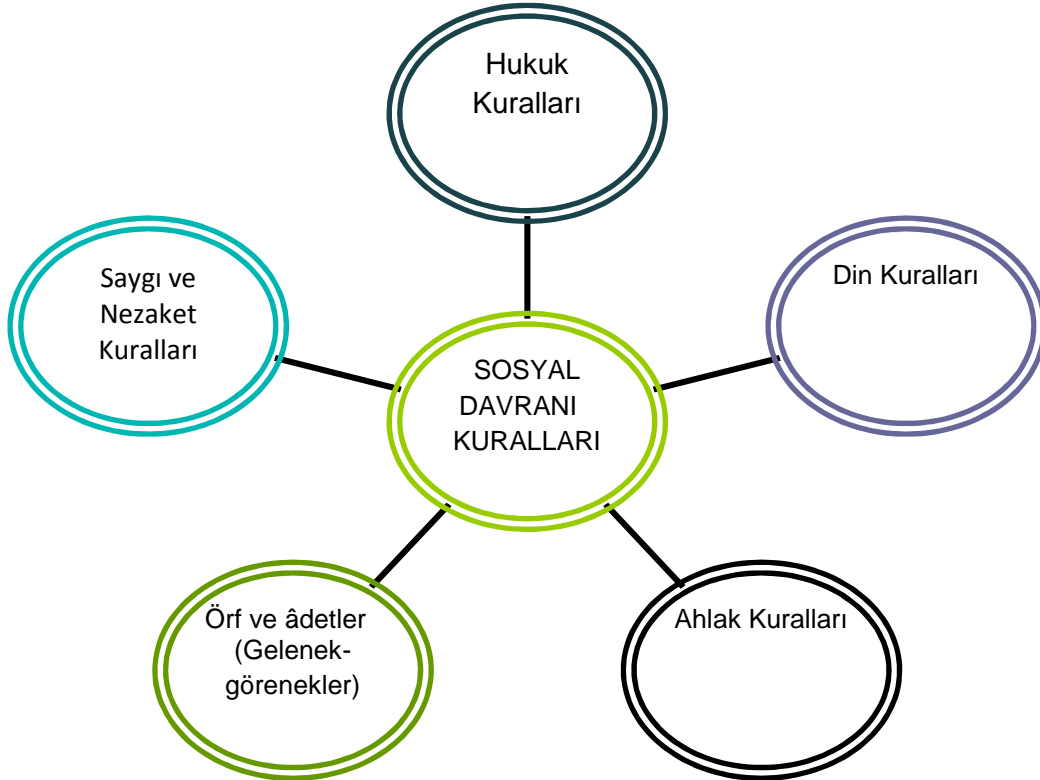 Hukuk
Kuralları
Saygı ve
Nezaket
Kuralları
Din Kuralları
SOSYAL
DAVRANI
KURALLARI
Örf ve âdetler
(Gelenek-
görenekler)
Ahlak Kuralları